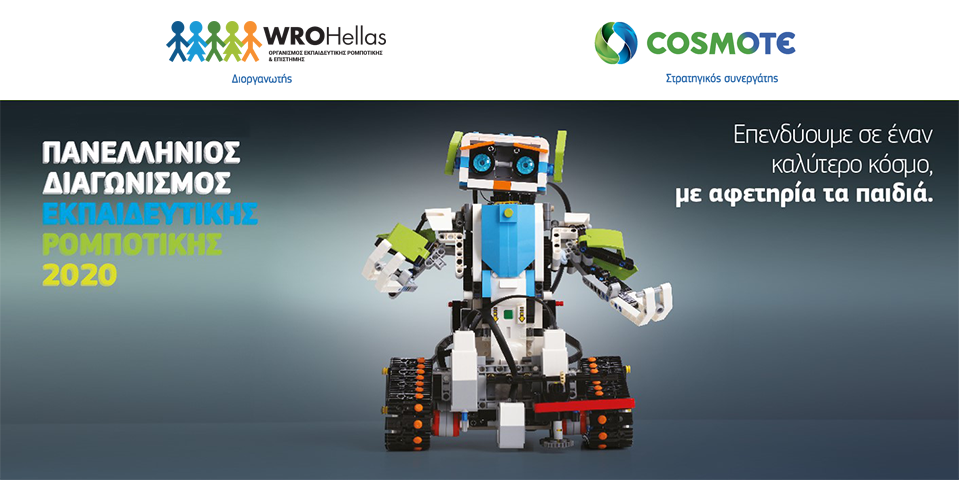 WROHellas
ΟΡΓΑΝΙΣΜΟΣ ΕΚΠΑΙΔΕΥΤΙΚΗΣ ΡΟΜΠΟΤΙΚΗΣ
& ΕΠΙΣΤΗΜΗΣ
Διοργανωτής
COSMOTE
Στρατηγικός συνεργάτης
ΠΑΝΕΛΛΗΝΙΟΣ
ΔΙΑΓΩΝΙΣΜΟΣ
ΕΚΠΑΙΔΕΥΤΙΚΗΣ
ΡΟΜΠΟΤΙΚΗΣ
2020
Επενδύουμε σε έναν
καλύτερο κόσμο,
με αφετηρία τα παιδιά.